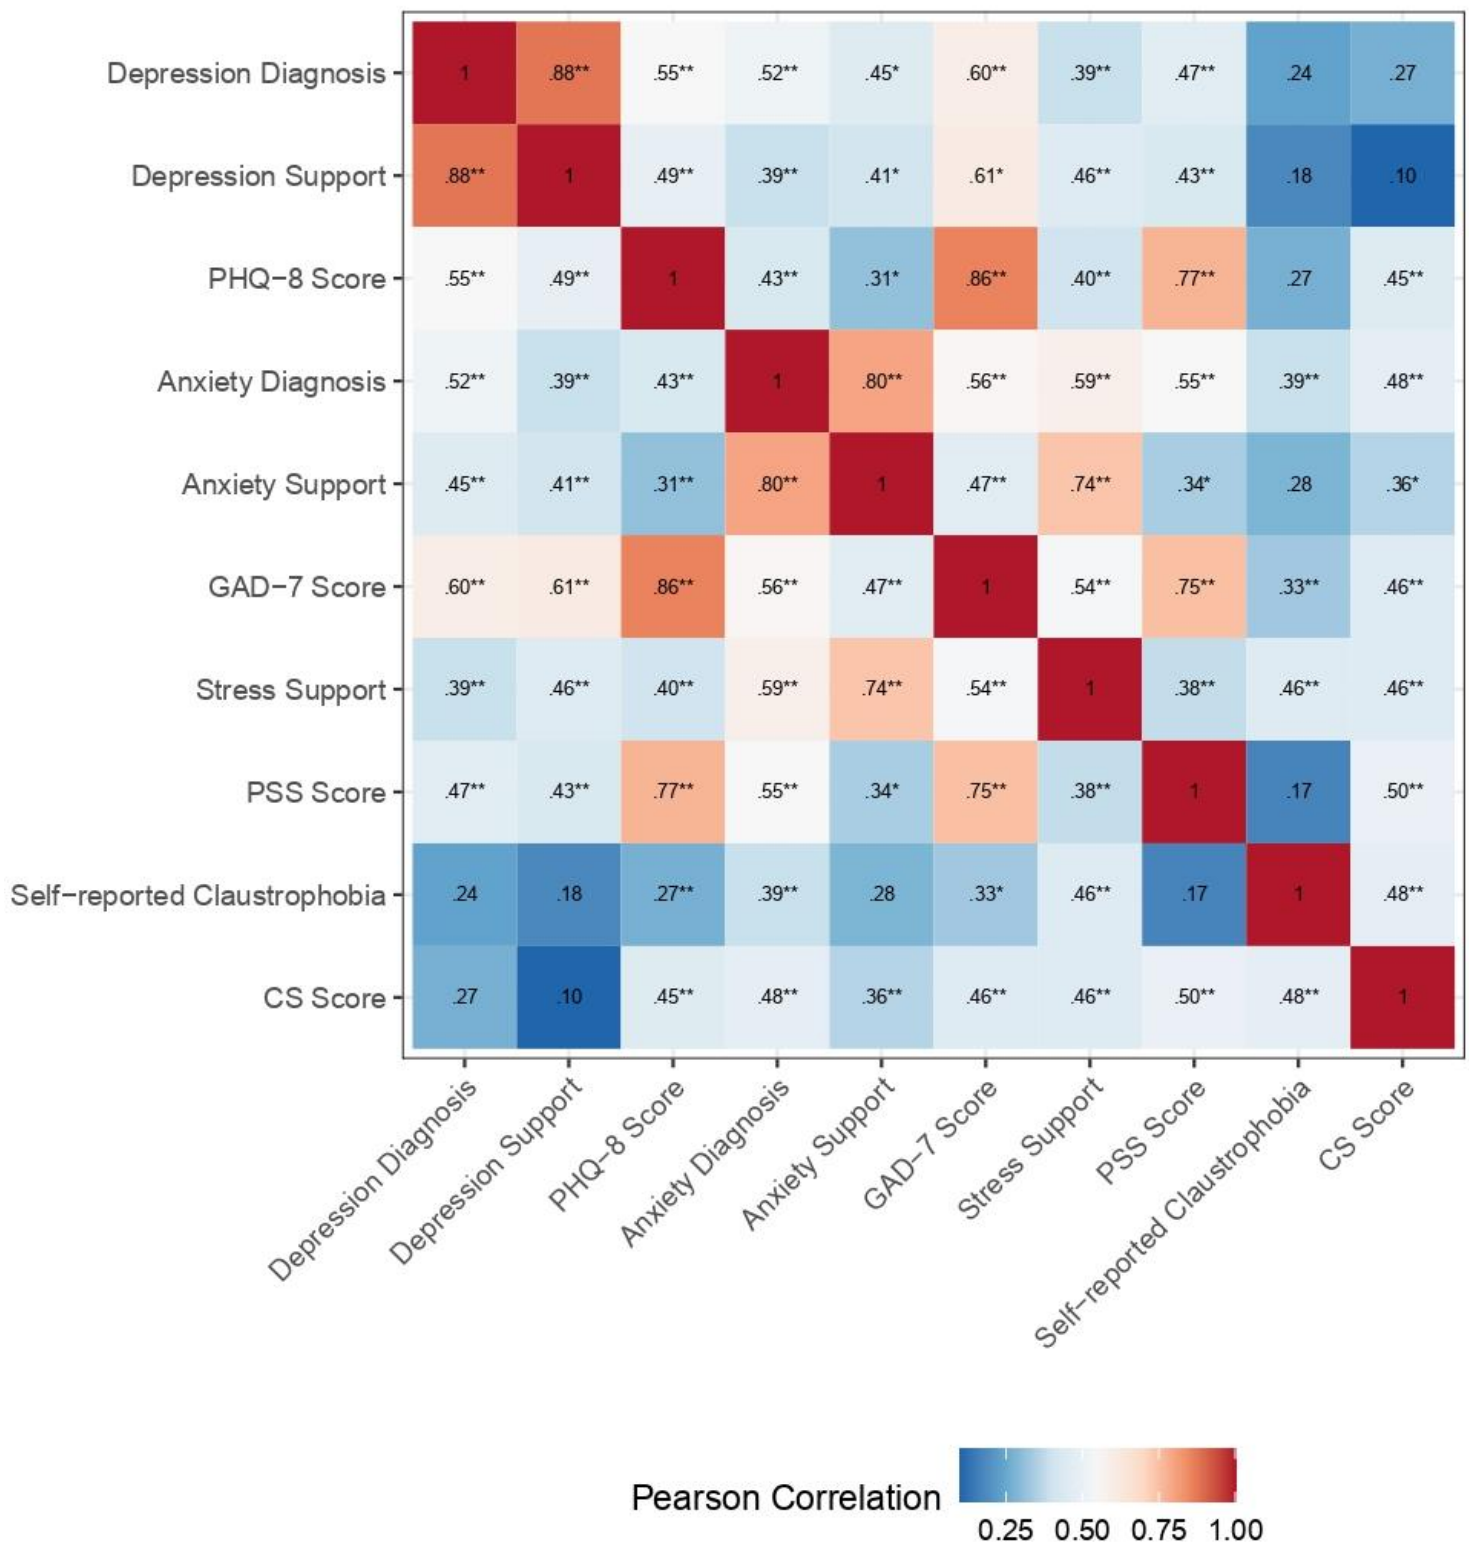 Depression Diagnosis 1 .88** .55** .52** .45* .60** .39** .47** .24 .27
Depression Support .88** 1 .49** .39** .41* .61* .46** .43** .18 .10
PHQ−8 Score .55** .49** 1 .43** .31* .86** .40** .77** .27 .45**
Anxiety Diagnosis .52** .39** .43** 1 .80** .56** .59** .55** .39** .48**
Anxiety Support .45** .41** .31** .80** 1 .47** .74** .34* .28 .36*
GAD−7 Score .60** .61** .86** .56** .47** 1 .54** .75** .33** .46**
Stress Support .39** .46** .40** .59** .74** .54** 1 .38** .46** .46**
PSS Score .47** .43** .77** .55** .34* .75** .38** 1 .17 .50**
Self−reported Claustrophobia .24 .18 .27** .39** .28 .33* .46** .17 1 .48**
CS Score .27 .10 .45** .48** .36** .46** .46** .50** .48** 1
Depression Diagnosis
Depression Support
PHQ−8 Score
Anxiety Diagnosis
Anxiety Support
GAD−7 Score
Stress Support
PSS Score
Self−reported Claustrophobia
CS Score
Pearson Correlation
0.25 0.50 0.75 1.00